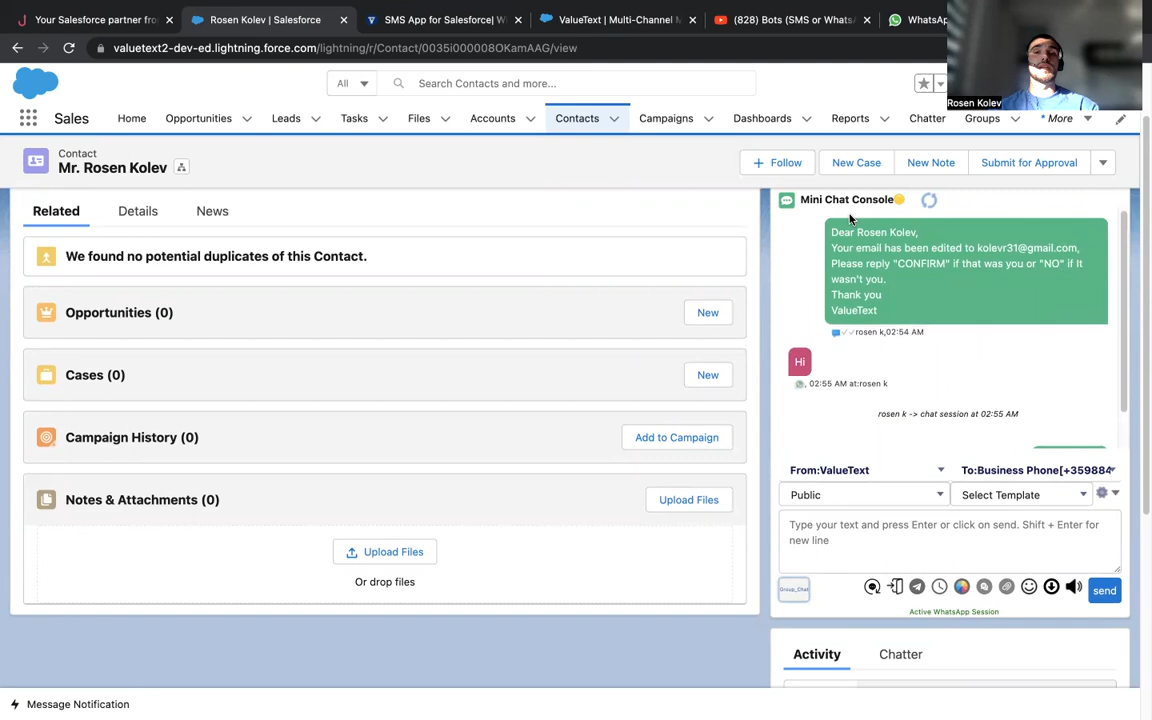 Your Salesforce partner fro
Rosen Kolev | Salesforce
SMS App for Salesforce| W
ValueText | Multi-Channel M
(828) Bots (SMS or WhatsA
WhatsApp
valuetext2-dev-ed.lightning.force.com/lightning/r/Contact/0035i000008OKamAAG/view
All
Search Contacts and more...
Rosen Kolev
Sales
Home
Opportunities
Leads
Tasks
Files
Accounts
Contacts
Campaigns
Dashboards
Reports
Chatter
Groups
* More
Contact
Mr. Rosen Kolev
+ Follow
New Case
New Note
Submit for Approval
Related
Details
News
We found no potential duplicates of this Contact.
Opportunities (0)
New
Cases (0)
New
Campaign History (0)
Add to Campaign
Notes & Attachments (0)
Upload Files
Upload Files
Or drop files
Mini Chat Console
Dear Rosen Kolev,
Your email has been edited to kolevr31@gmail.com,
Please reply "CONFIRM" if that was you or "NO" if It
wasn't you.
Thank you
ValueText
rosen k,02:54 AM
Hi
, 02:55 AM at:rosen k
rosen k -> chat session at 02:55 AM
From:ValueText
To:Business Phone[+359884
Public
Select Template
Type your text and press Enter or click on send. Shift + Enter for
new line
Group_Chat
send
Active WhatsApp Session
Activity
Chatter
Message Notification